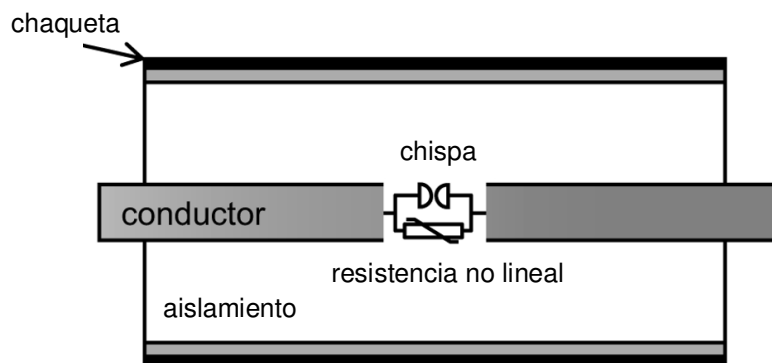 chaqueta
chispa
conductor
resistencia no lineal
aislamiento